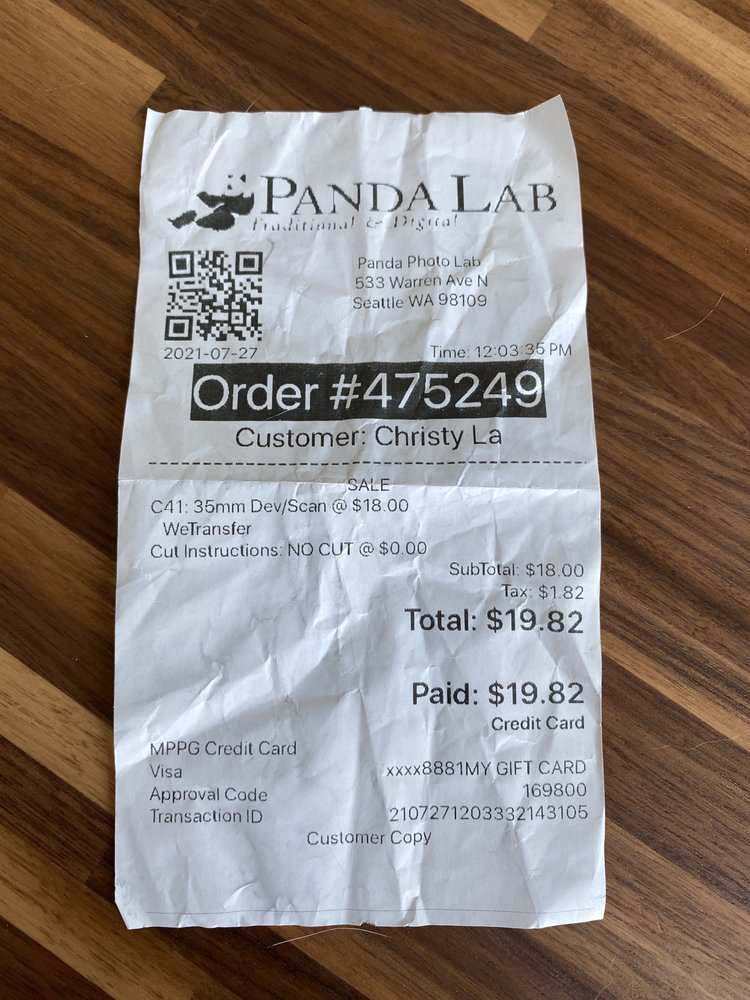 PANDA LAB
Traditional & Digital
Panda Photo Lab
533 Warren Ave N
Seattle WA 98109
2021-07-27 Time: 12:03:35 PM
Order #475249
Customer: Christy La
SALE
C41: 35mm Dev/Scan @ $18.00
WeTransfer
Cut Instructions: NO CUT @ $0.00
SubTotal: $18.00
Tax: $1.82
Total: $19.82
Paid: $19.82
Credit Card
MPPG Credit Card
Visa xxxx8881MY GIFT CARD
Approval Code 169800
Transaction ID 2107271203332143105
Customer Copy